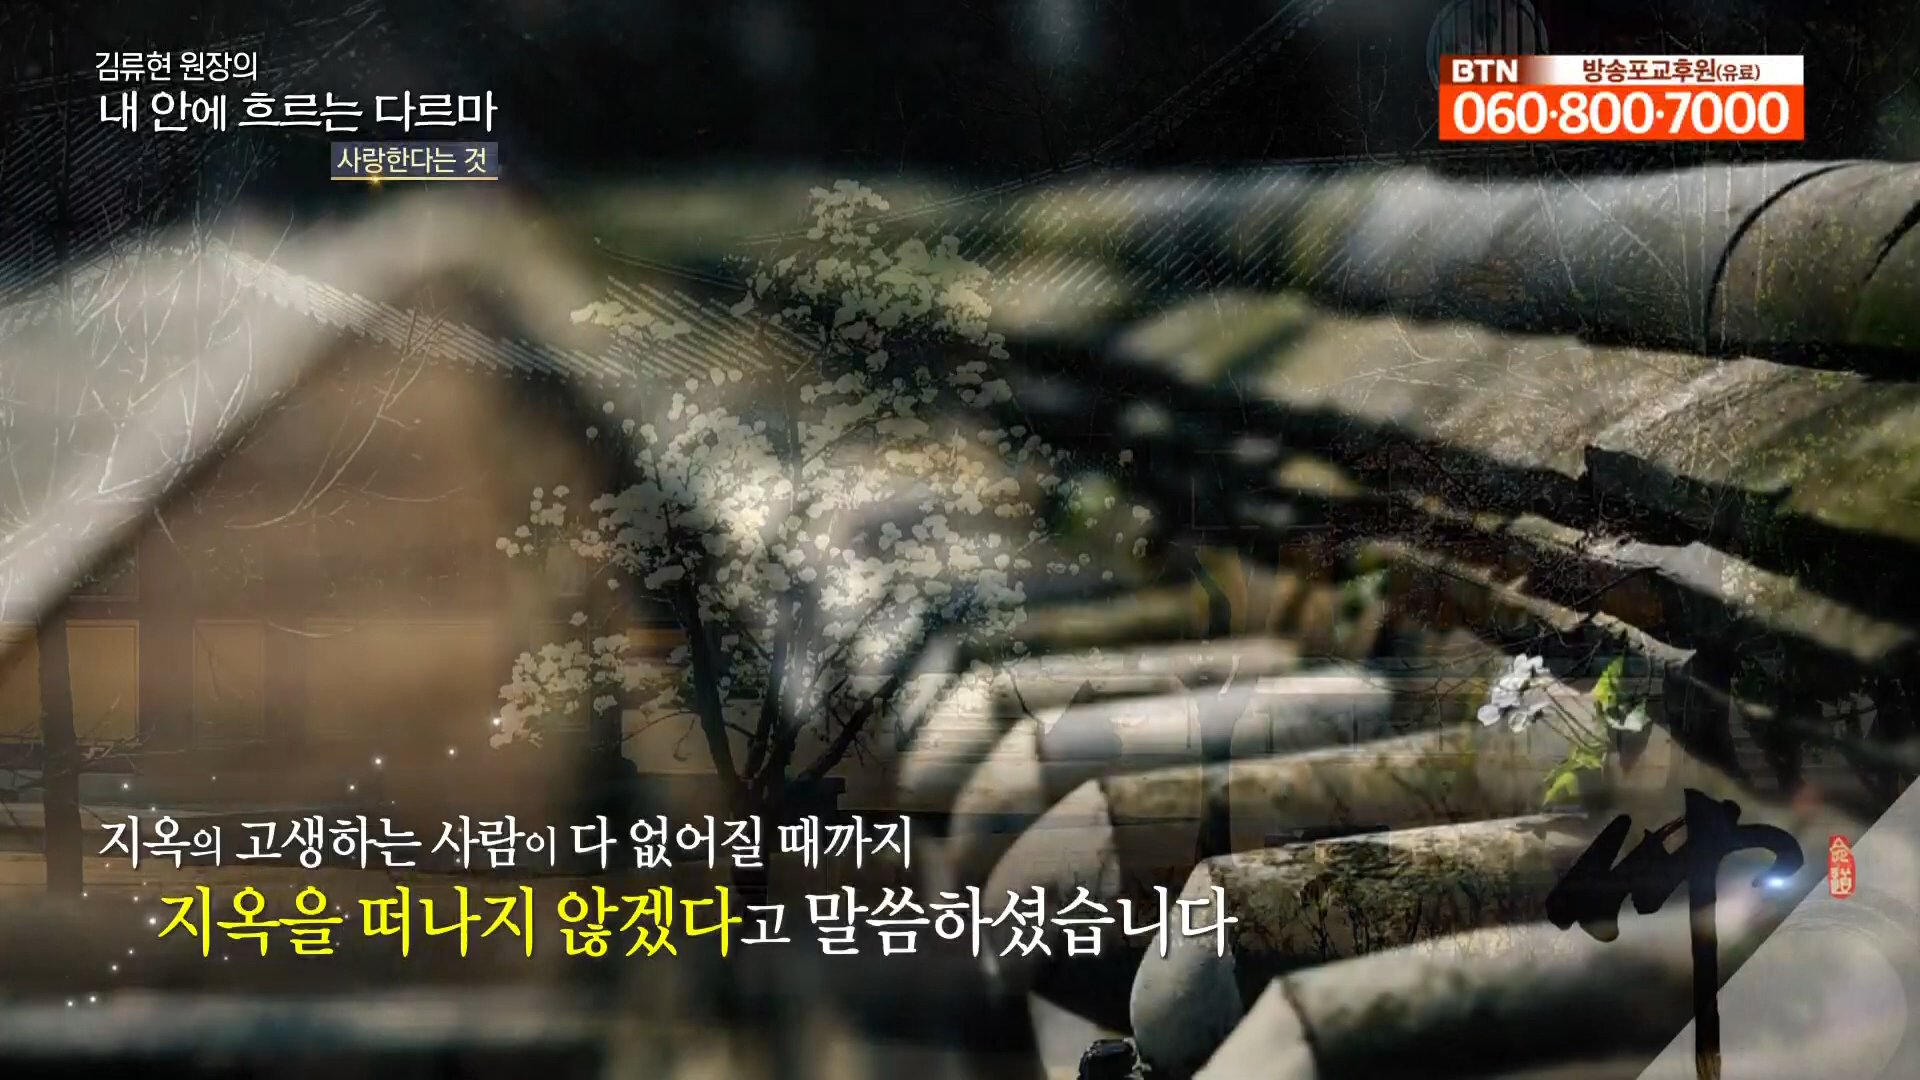 김류현 원장의
내 안에 흐르는 다르마
사랑한다는 것
BTN 방송포교후원(유료)
060·800·7000
지옥의 고생하는 사람이 다 없어질 때까지
지옥을 떠나지 않겠다고 말씀하셨습니다